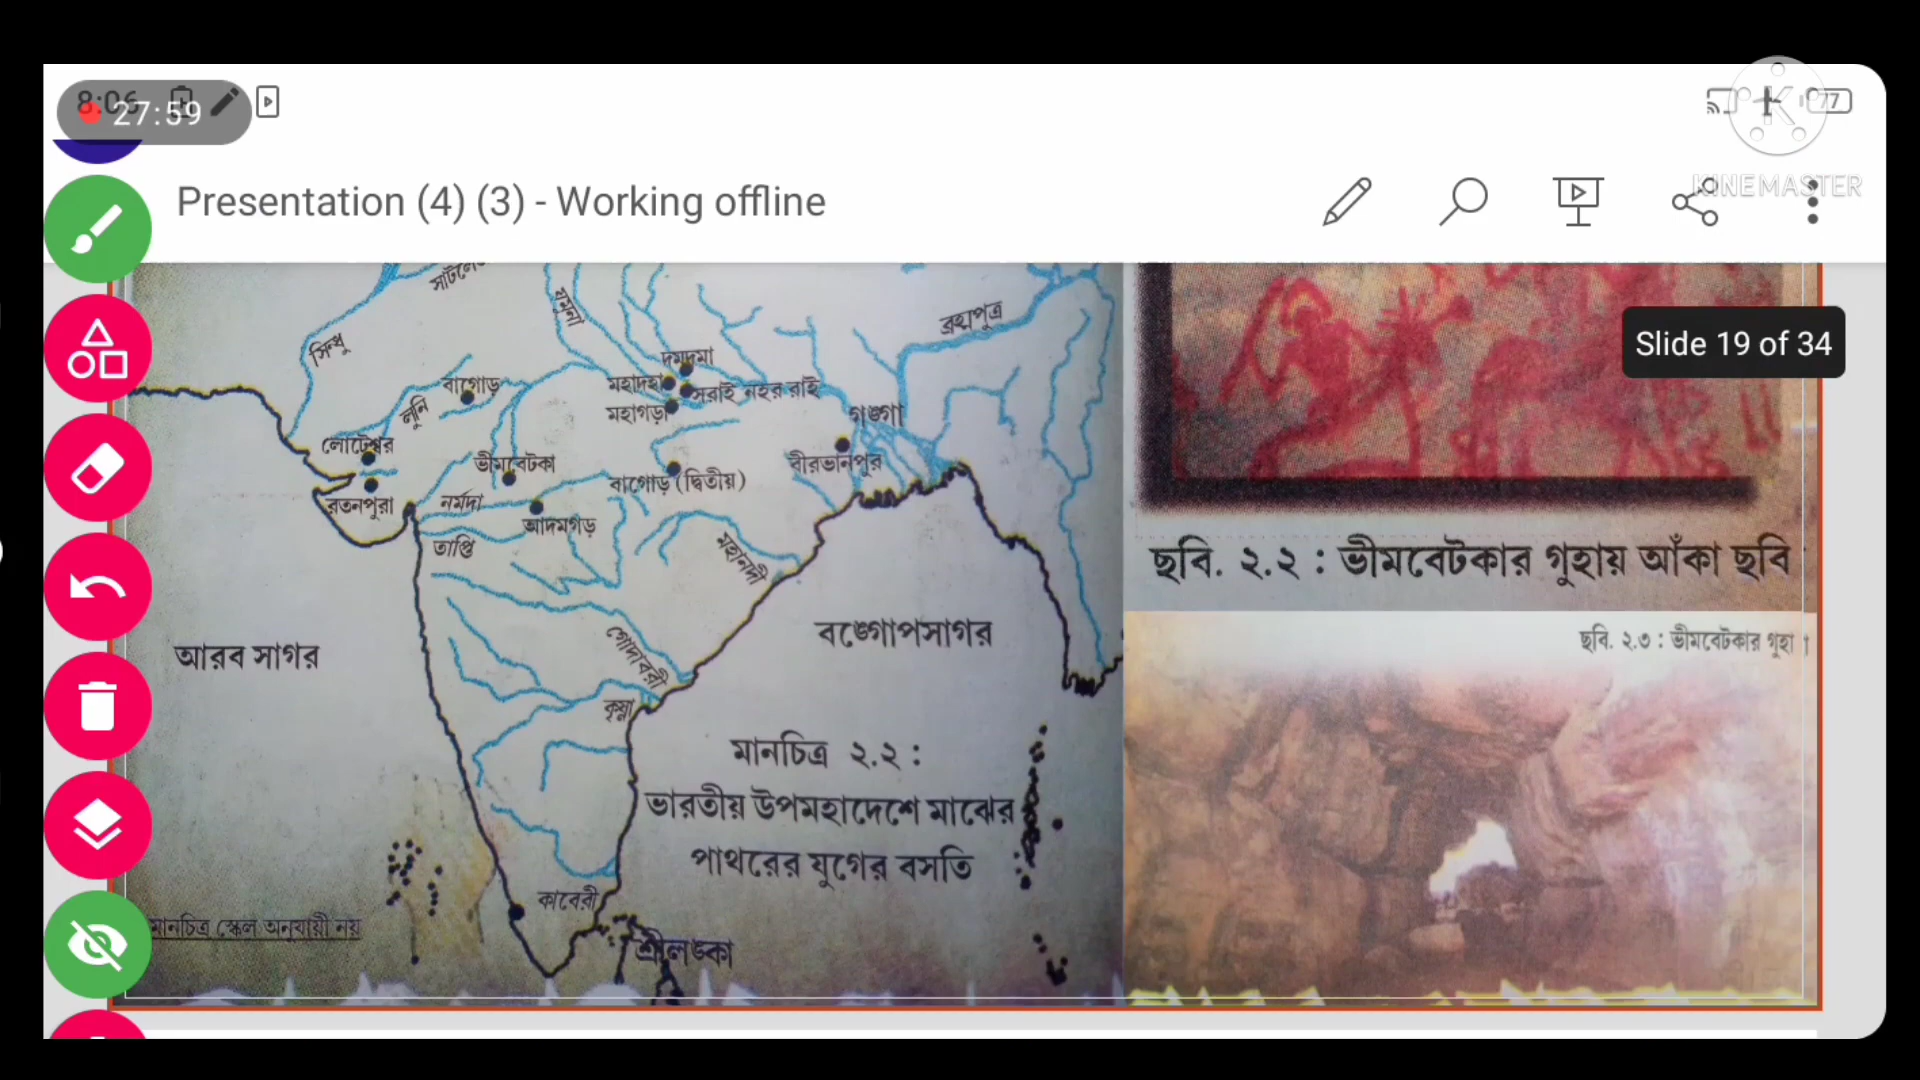 8:06
27:59
77
KINEMASTER
Presentation (4) (3) - Working offline
Slide 19 of 34
সিন্ধু
যমুনা
ব্রহ্মপুত্র
দমদমা
বাগোড়
মহাদহা
সরাই নহর রাই
মহাগড়া
লুনি
গঙ্গা
লোটেশ্বর
ভীমবেটকা
বীরভানপুর
বাগোড় (দ্বিতীয়)
রতনপুরা
নর্মদা
আদমগড়
তাপ্তি
মহানদী
গোদাবরী
কৃষ্ণা
আরব সাগর
বঙ্গোপসাগর
মানচিত্র ২.২ :
ভারতীয় উপমহাদেশে মাঝের
পাথরের যুগের বসতি
কাবেরী
মানচিত্র স্কেল অনুযায়ী নয়
শ্রীলঙ্কা
ছবি. ২.২ : ভীমবেটকার গুহায় আঁকা ছবি
ছবি. ২.৩ : ভীমবেটকার গুহা